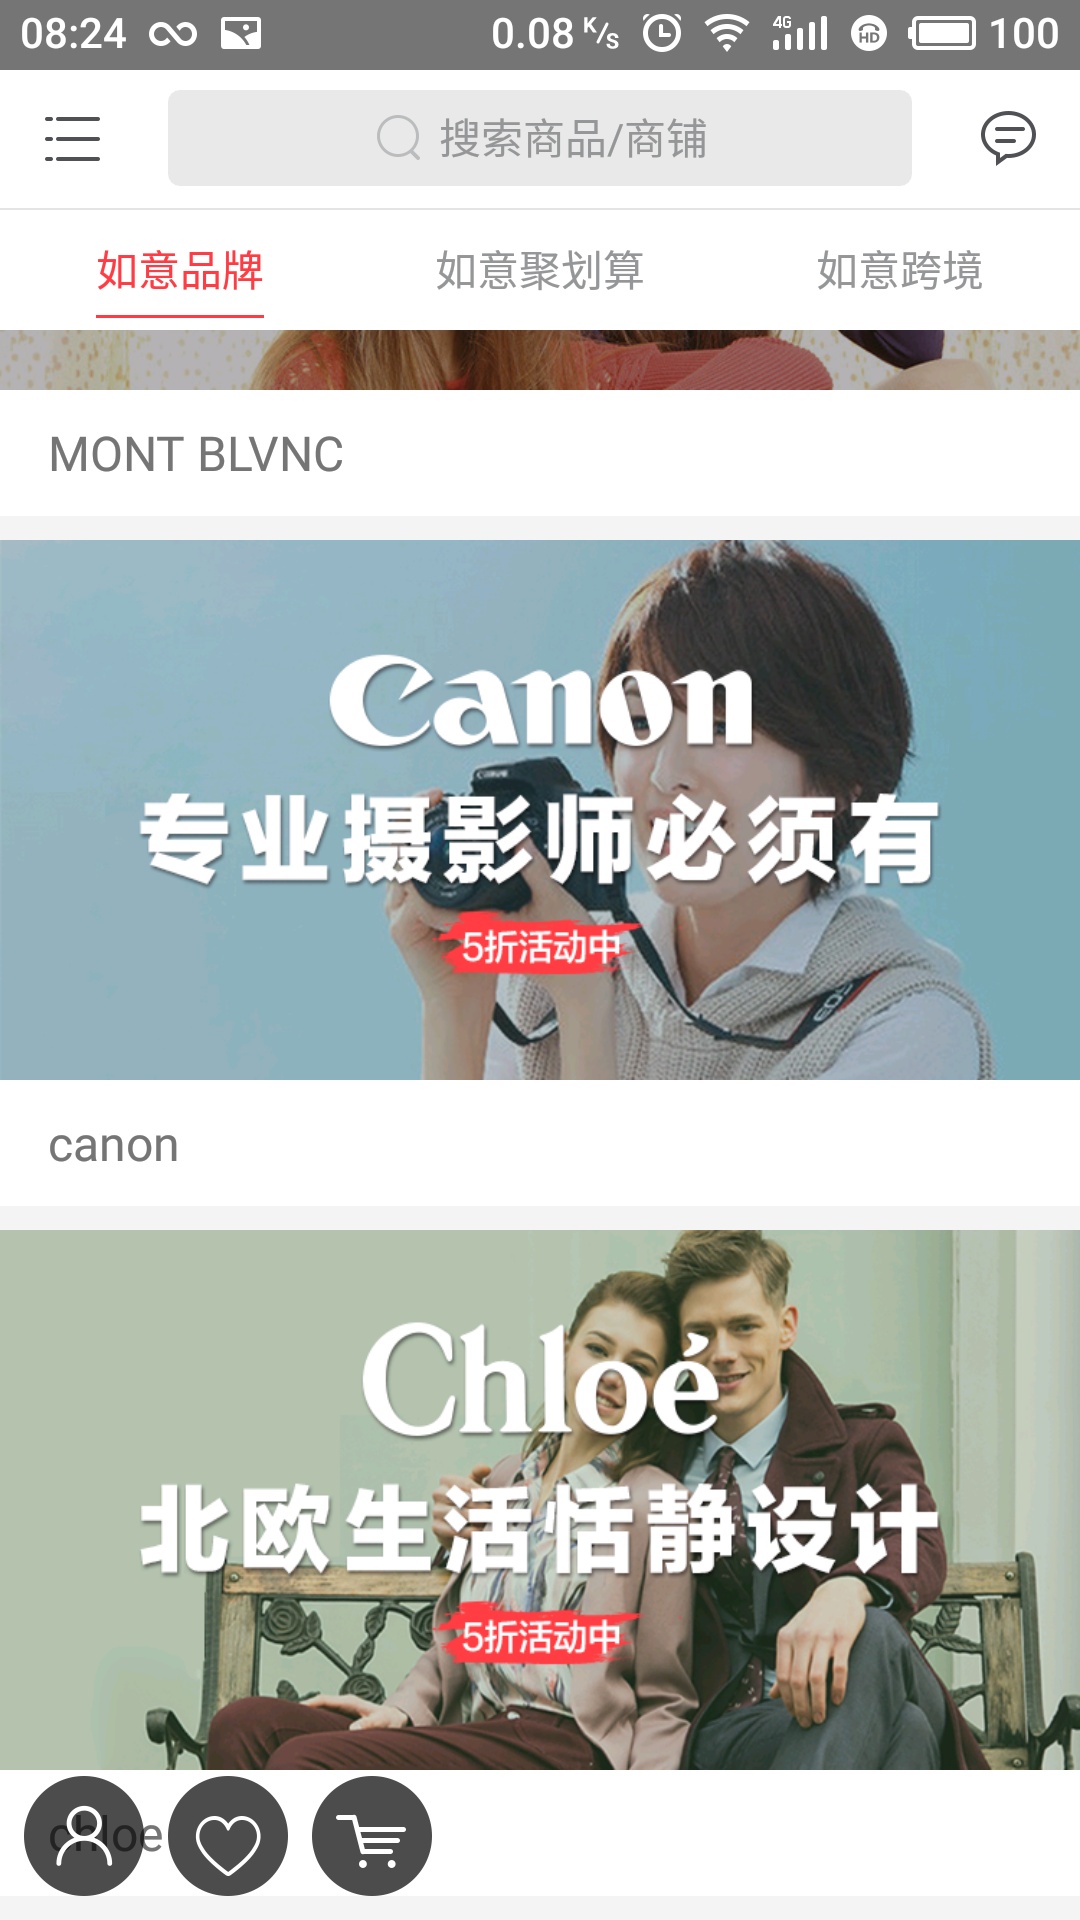 08:24 0.08 K/s 4G HD 100
搜索商品/商铺
如意品牌 如意聚划算 如意跨境
MONT BLVNC
Canon
Canon
专业摄影师必须有
5折活动中
EOS
canon
Chloé
北欧生活恬静设计
5折活动中
chloe